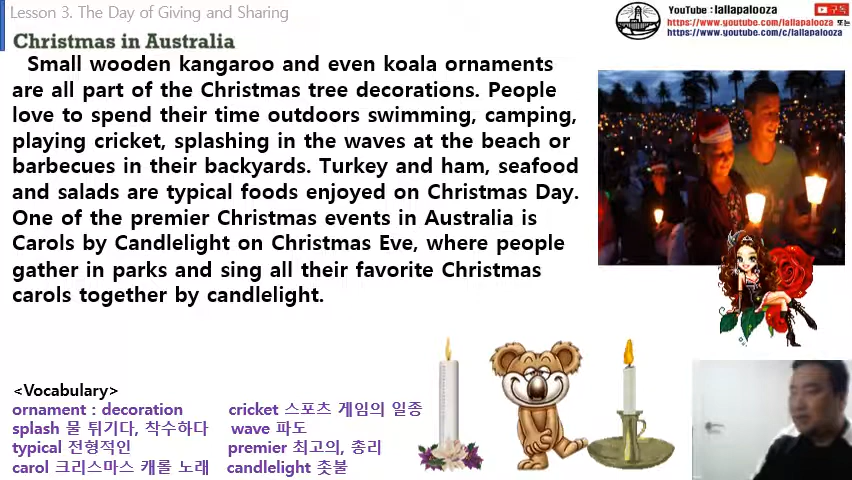 Lesson 3. The Day of Giving and Sharing
YouTube : lallapalooza 구독
https://www.youtube.com/lallapalooza 또는
https://www.youtube.com/c/lallapalooza
Christmas in Australia
Small wooden kangaroo and even koala ornaments
are all part of the Christmas tree decorations. People
love to spend their time outdoors swimming, camping,
playing cricket, splashing in the waves at the beach or
barbecues in their backyards. Turkey and ham, seafood
and salads are typical foods enjoyed on Christmas Day.
One of the premier Christmas events in Australia is
Carols by Candlelight on Christmas Eve, where people
gather in parks and sing all their favorite Christmas
carols together by candlelight.
<Vocabulary>
ornament : decoration cricket 스포츠 게임의 일종
splash 물 튀기다, 착수하다 wave 파도
typical 전형적인 premier 최고의, 총리
carol 크리스마스 캐롤 노래 candlelight 촛불